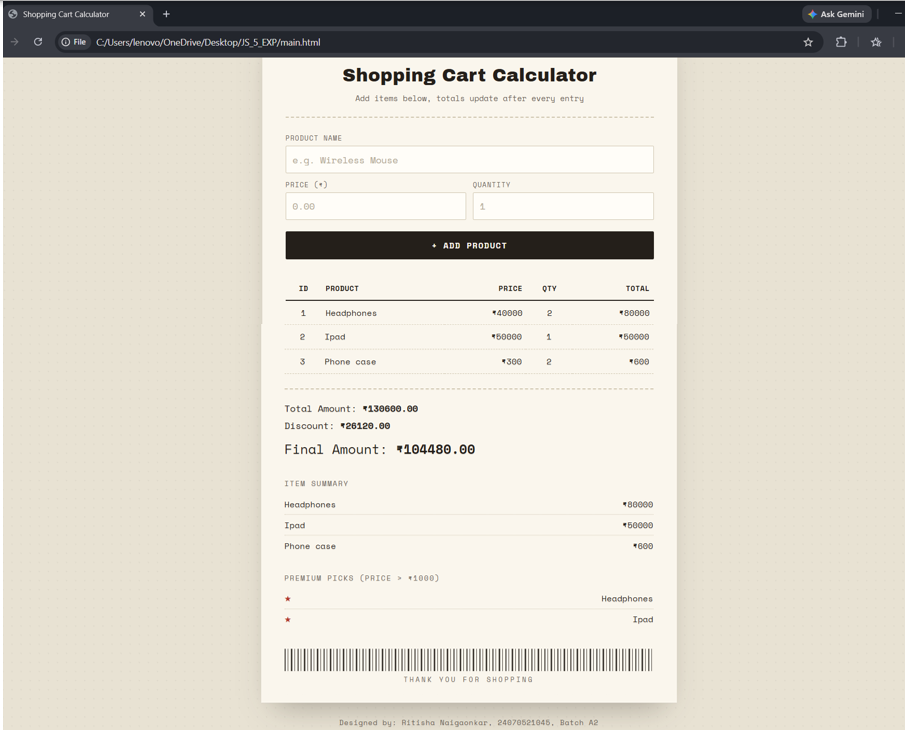 Shopping Cart Calculator
Ask Gemini
File C:/Users/lenovo/OneDrive/Desktop/JS_5_EXP/main.html
Shopping Cart Calculator
Add items below, totals update after every entry
PRODUCT NAME
e.g. Wireless Mouse
PRICE (₹) QUANTITY
0.00 1
+ ADD PRODUCT
ID PRODUCT PRICE QTY TOTAL
1 Headphones ₹40000 2 ₹80000
2 Ipad ₹50000 1 ₹50000
3 Phone case ₹300 2 ₹600
Total Amount: ₹130600.00
Discount: ₹26120.00
Final Amount: ₹104480.00
ITEM SUMMARY
Headphones ₹80000
Ipad ₹50000
Phone case ₹600
PREMIUM PICKS (PRICE > ₹1000)
★ Headphones
★ Ipad
THANK YOU FOR SHOPPING
Designed by: Ritisha Naigaonkar, 24070521045, Batch A2